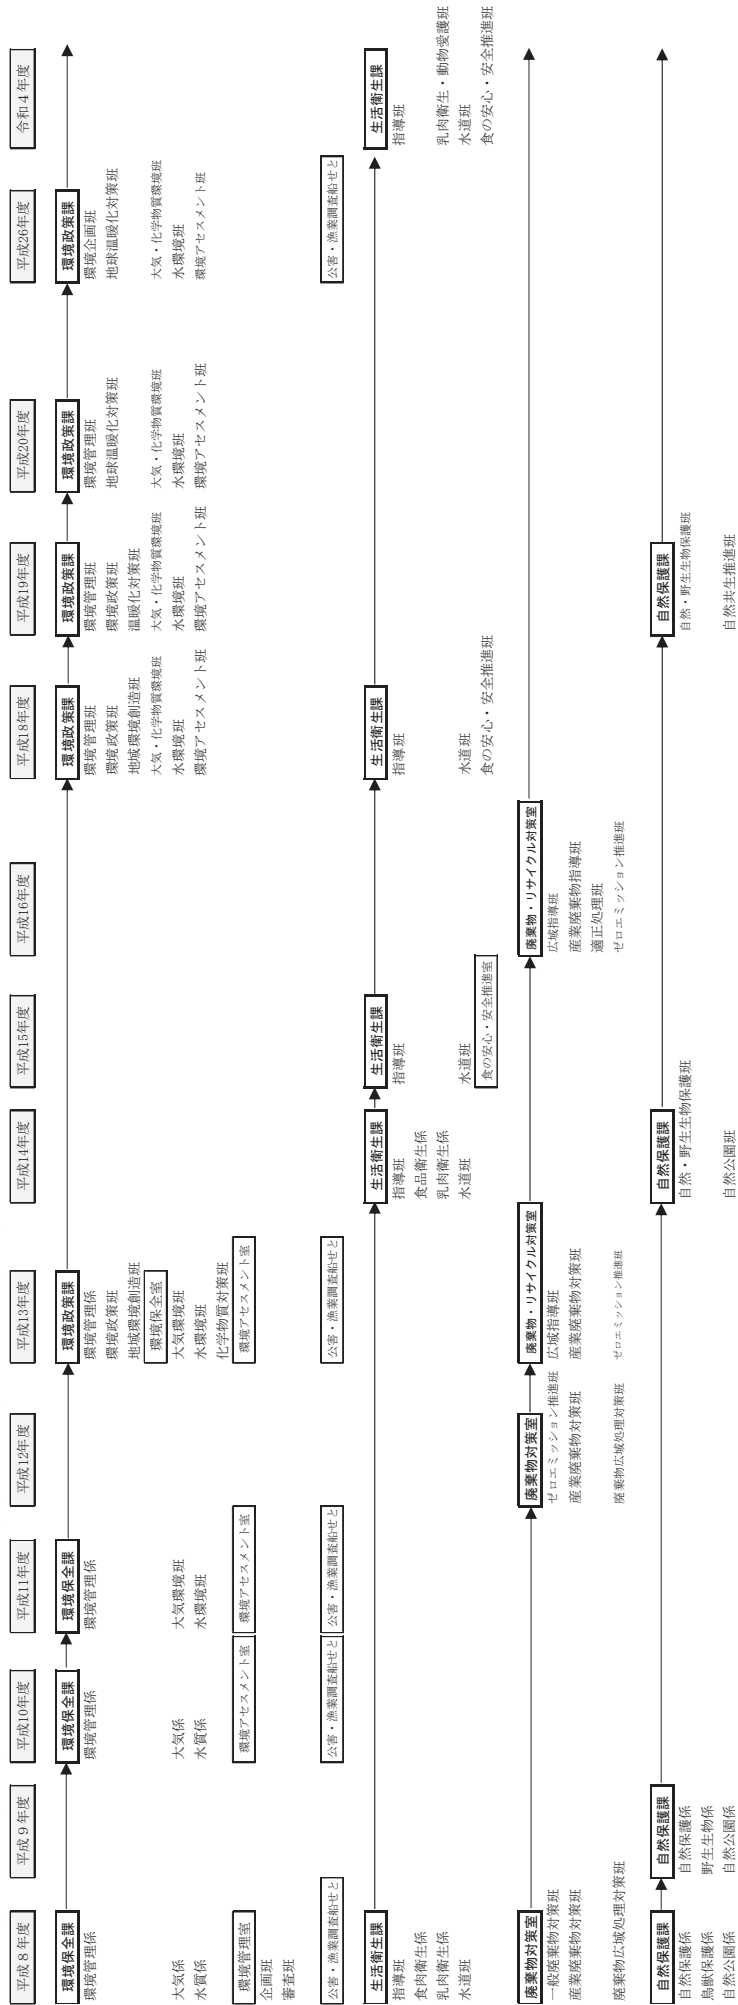 平成８年度
環境保全課
環境管理係
大気係
水質係
環境管理室
企画班
審査班
公害・漁業調査船せと
生活衛生課
指導班
食肉衛生係
乳肉衛生係
水道班
廃棄物対策室
一般廃棄物対策班
産業廃棄物対策班
廃棄物広域処理対策班
自然保護課
自然保護係
鳥獣保護係
自然公園係
平成９年度
自然保護課
自然保護係
野生生物係
自然公園係
平成10年度
環境保全課
環境管理係
大気係
水質係
環境アセスメント室
公害・漁業調査船せと
平成11年度
環境保全課
環境管理係
大気環境班
水環境班
環境アセスメント室
公害・漁業調査船せと
平成12年度
廃棄物対策室
ゼロエミッション推進班
産業廃棄物対策班
廃棄物広域処理対策班
平成13年度
環境政策課
環境管理係
環境政策班
地域環境創造班
環境保全室
大気環境班
水環境班
化学物質対策班
環境アセスメント室
公害・漁業調査船せと
廃棄物・リサイクル対策室
広域指導班
産業廃棄物対策班
ゼロエミッション推進班
平成14年度
生活衛生課
指導班
食品衛生係
乳肉衛生係
水道班
自然保護課
自然・野生生物保護班
自然公園班
平成15年度
生活衛生課
指導班
水道班
食の安心・安全推進室
平成16年度
廃棄物・リサイクル対策室
広域指導班
産業廃棄物指導班
適正処理班
ゼロエミッション推進班
平成18年度
環境政策課
環境管理班
環境政策班
地域環境創造班
大気・化学物質環境班
水環境班
環境アセスメント班
生活衛生課
指導班
水道班
食の安心・安全推進班
平成19年度
環境政策課
環境管理班
環境政策班
温暖化対策班
大気・化学物質環境班
水環境班
環境アセスメント班
自然保護課
自然・野生生物保護班
自然共生推進班
平成20年度
環境政策課
環境管理班
地球温暖化対策班
大気・化学物質環境班
水環境班
環境アセスメント班
平成26年度
環境政策課
環境企画班
地球温暖化対策班
大気・化学物質環境班
水環境班
環境アセスメント班
公害・漁業調査船せと
令和４年度
生活衛生課
指導班
乳肉衛生・動物愛護班
水道班
食の安心・安全推進班